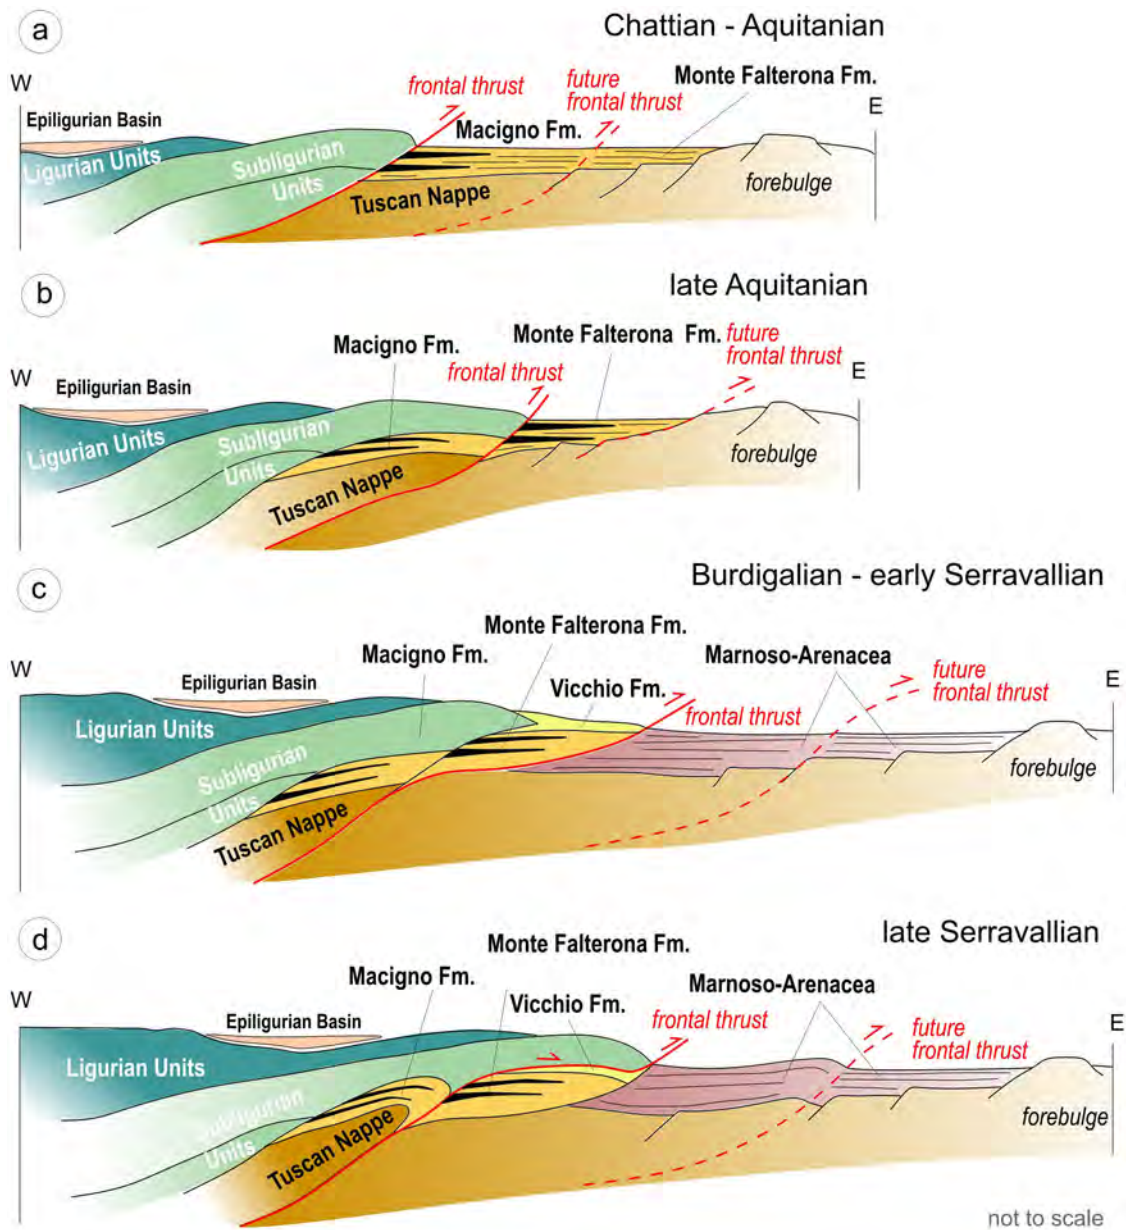 a
Chattian - Aquitanian
W
E
Epiligurian Basin
Ligurian Units
Subligurian
Units
frontal thrust
future
frontal thrust
Monte Falterona Fm.
Macigno Fm.
Tuscan Nappe
forebulge
b
late Aquitanian
W
E
Epiligurian Basin
Macigno Fm.
Monte Falterona Fm.
frontal thrust
future
frontal thrust
Ligurian Units
Subligurian
Units
Tuscan Nappe
forebulge
c
Burdigalian - early Serravallian
W
E
Monte Falterona Fm.
Macigno Fm.
Marnoso-Arenacea
Epiligurian Basin
Vicchio Fm.
frontal thrust
future
frontal thrust
Ligurian Units
Subligurian
Units
Tuscan Nappe
forebulge
d
late Serravallian
W
E
Monte Falterona Fm.
Macigno Fm.
Marnoso-Arenacea
Vicchio Fm.
Epiligurian Basin
frontal thrust
future
frontal thrust
Ligurian Units
Subligurian
Units
Tuscan Nappe
forebulge
not to scale